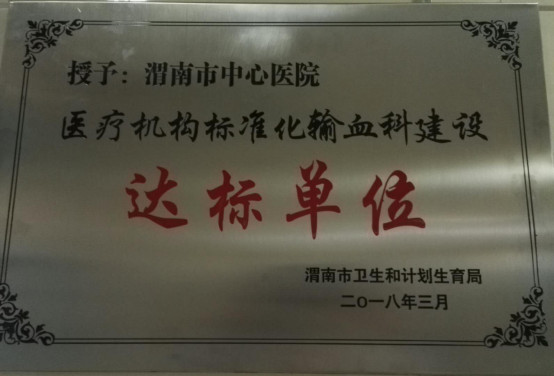 授予：渭南市中心医院
医疗机构标准化输血科建设
达标单位
渭南市卫生和计划生育局
二〇一八年三月